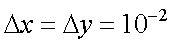 Δx = Δy = 10⁻²